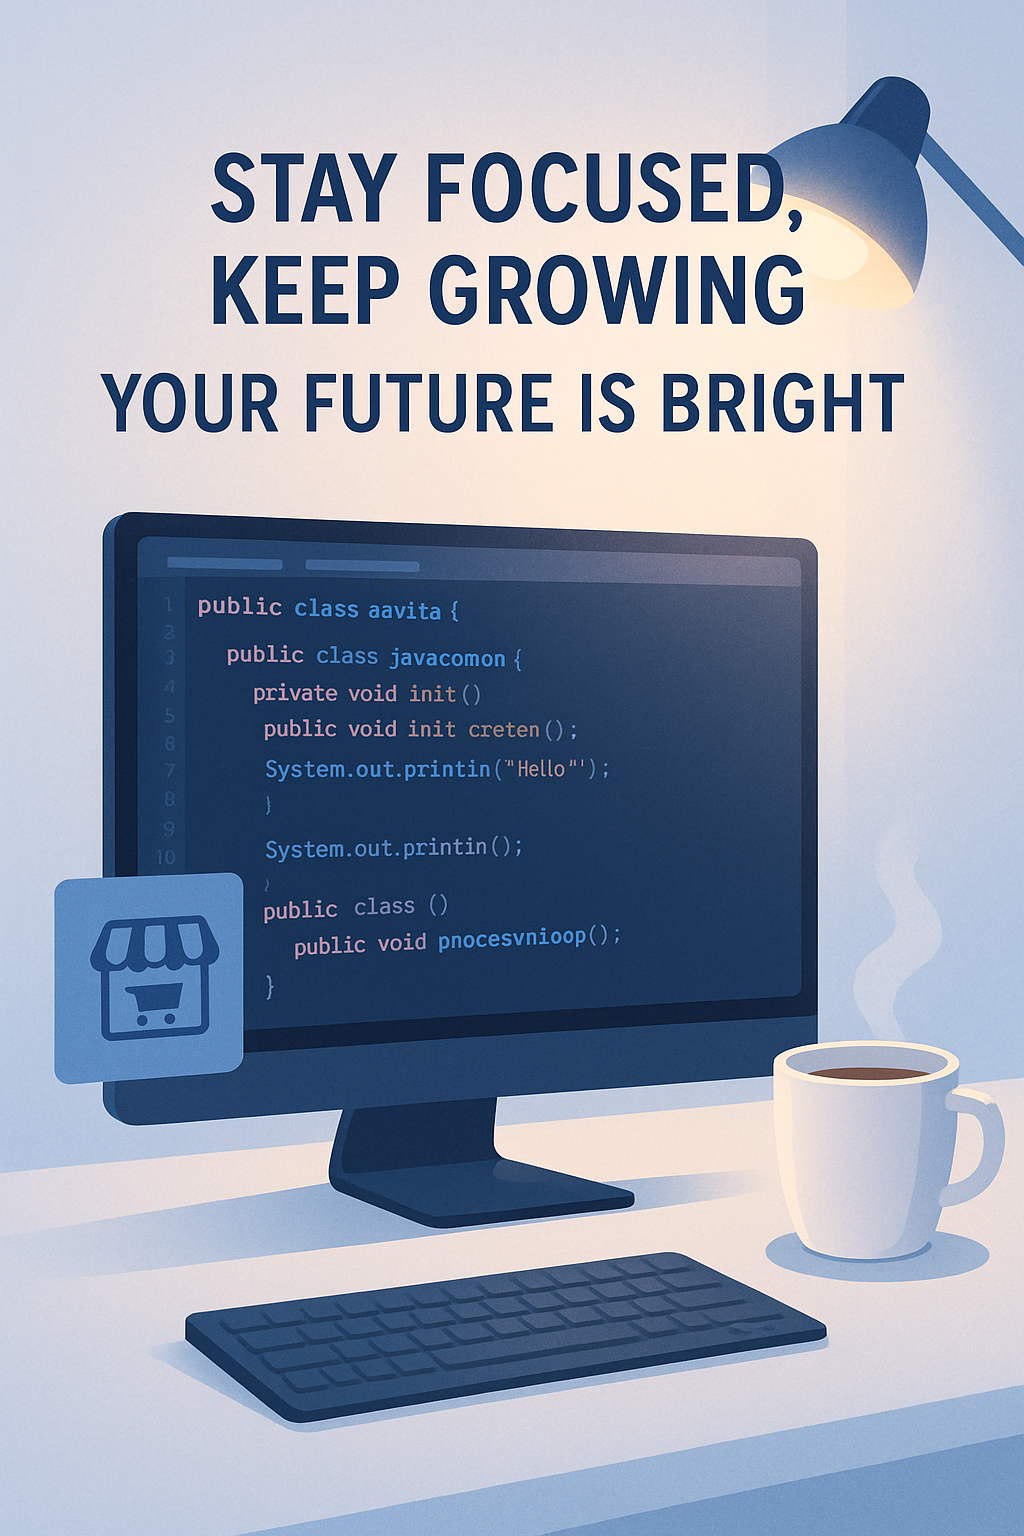 STAY FOCUSED,
KEEP GROWING
YOUR FUTURE IS BRIGHT
1 public class aavita {
2
3 public class javacomon {
4 private void init()
5 public void init creten();
6
7 System.out.printin("Hello"');
8 }
9
10 System.out.printin();
}
public class ()
public void pnocesvnioop();
}